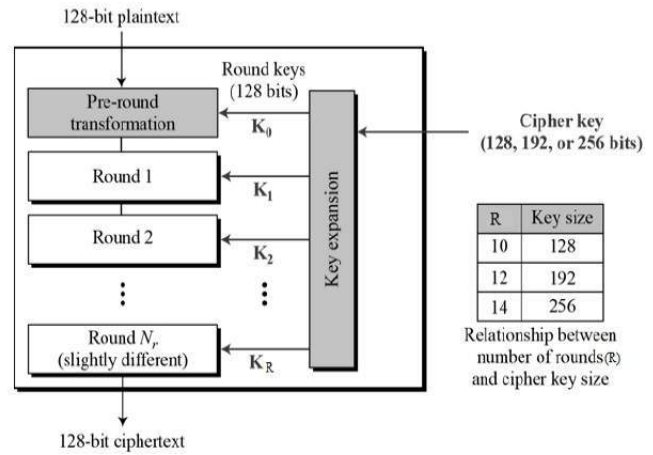 128-bit plaintext
Round keys
(128 bits)
Pre-round
transformation
K0
Cipher key
(128, 192, or 256 bits)
Round 1
K1
Round 2
K2
Key expansion
R Key size
10 128
12 192
14 256
Round Nr
(slightly different)
KR
Relationship between
number of rounds(R)
and cipher key size
128-bit ciphertext